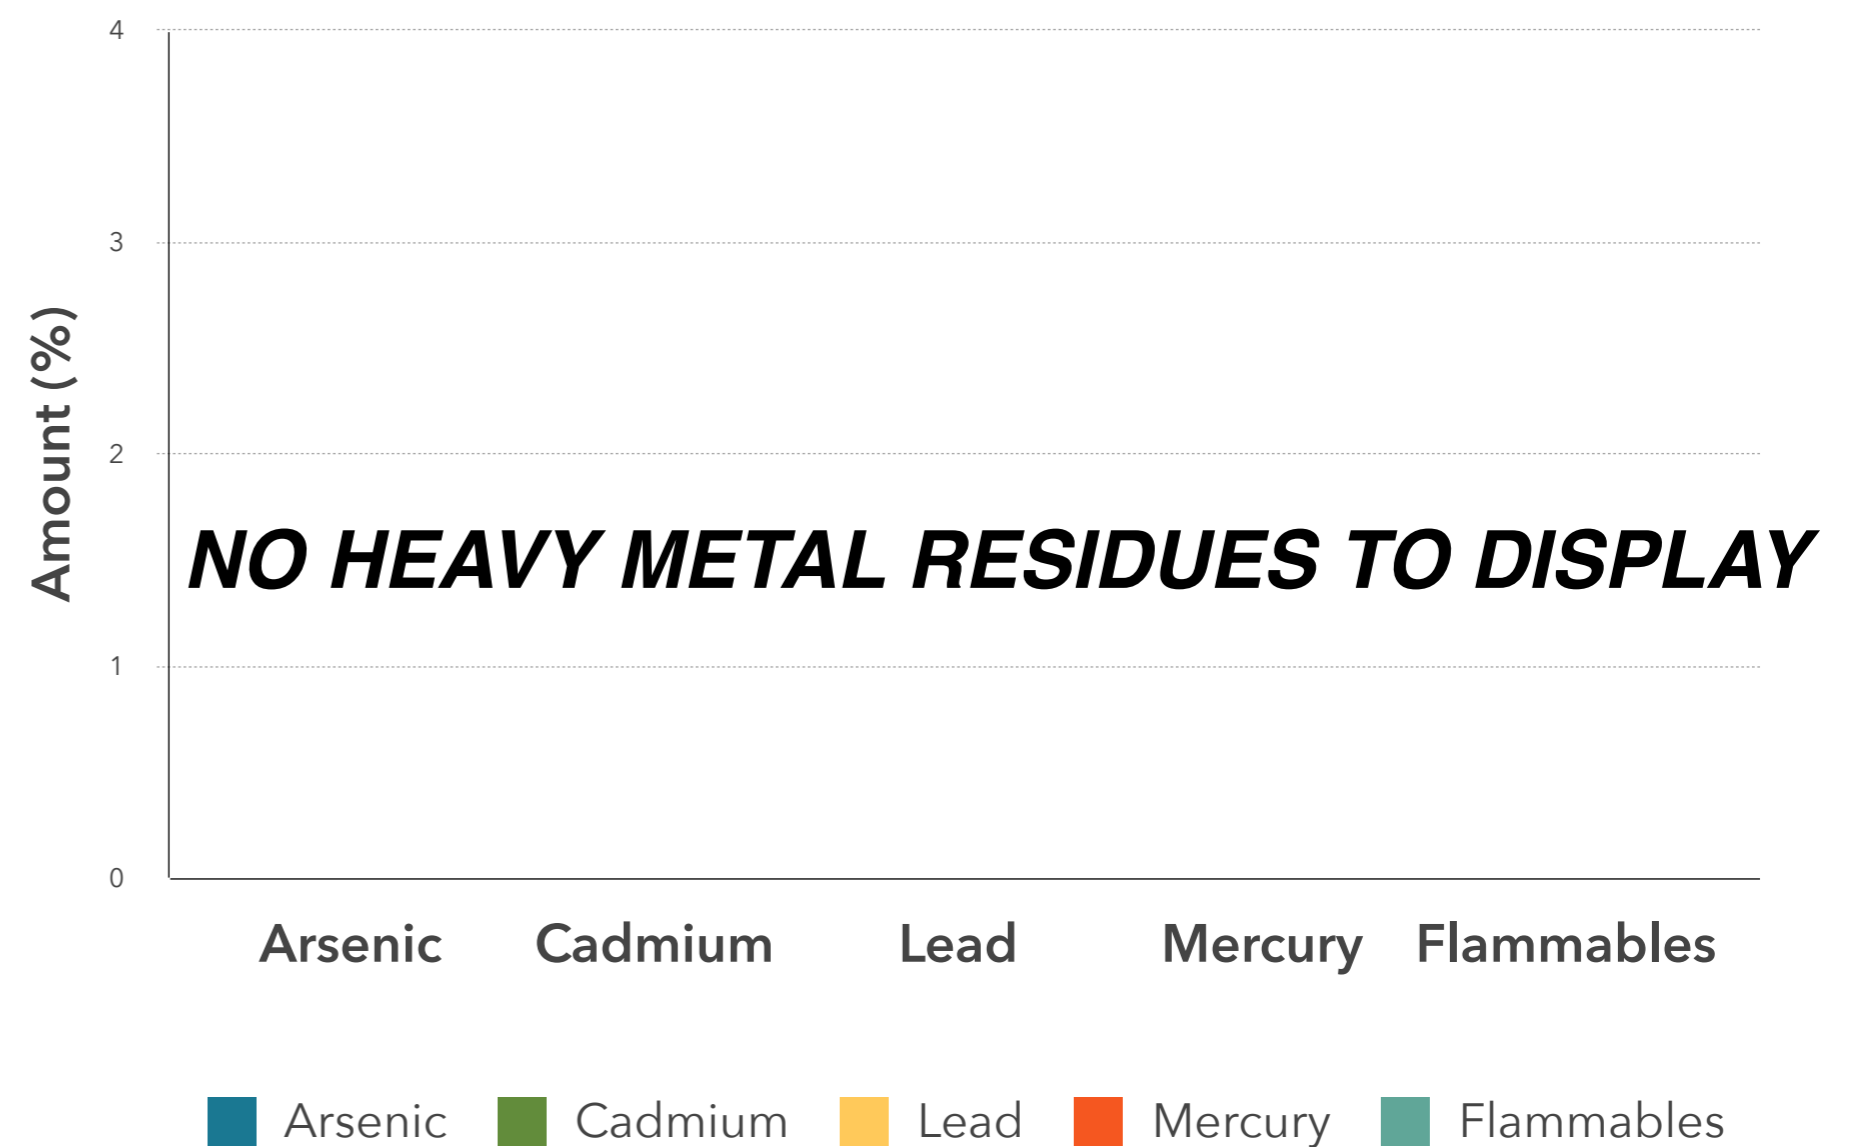 4
3
2
1
0
Amount (%)
NO HEAVY METAL RESIDUES TO DISPLAY
Arsenic Cadmium Lead Mercury Flammables
Arsenic Cadmium Lead Mercury Flammables